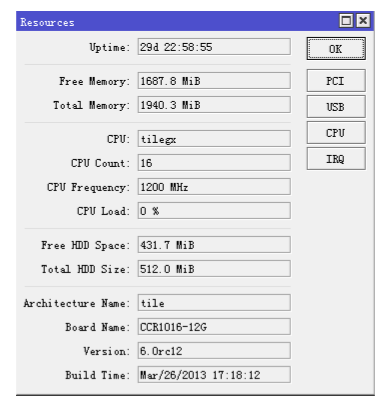 Resources
Uptime: 29d 22:58:55
OK
Free Memory: 1687.8 MiB
PCI
Total Memory: 1940.3 MiB
USB
CPU: tilegx
CPU
CPU Count: 16
IRQ
CPU Frequency: 1200 MHz
CPU Load: 0 %
Free HDD Space: 431.7 MiB
Total HDD Size: 512.0 MiB
Architecture Name: tile
Board Name: CCR1016-12G
Version: 6.0rc12
Build Time: Mar/26/2013 17:18:12